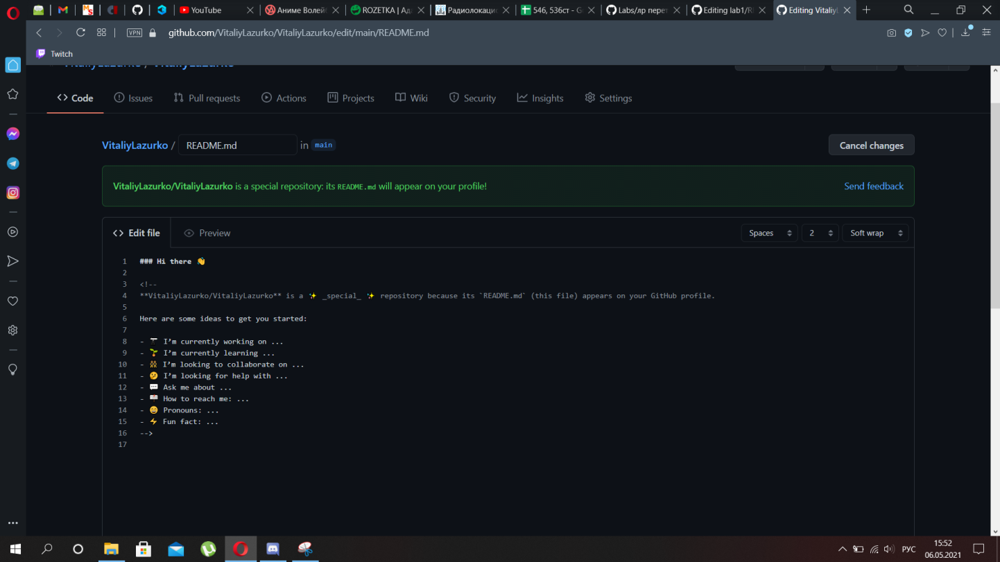 YouTube
Аниме Волейб
ROZETKA | Ад
Радиолокацио
546, 536ст - G
Labs/лр перет
Editing lab1/R
Editing Vitaliy
VPN
github.com/VitaliyLazurko/VitaliyLazurko/edit/main/README.md
Twitch
VitaliyLazurko / VitaliyLazurko
Code
Issues
Pull requests
Actions
Projects
Wiki
Security
Insights
Settings
VitaliyLazurko / README.md in main
Cancel changes
VitaliyLazurko/VitaliyLazurko is a special repository: its README.md will appear on your profile!
Send feedback
Edit file
Preview
Spaces
2
Soft wrap
1 ### Hi there 👋
2
3 <!--
4 **VitaliyLazurko/VitaliyLazurko** is a ✨ _special_ ✨ repository because its `README.md` (this file) appears on your GitHub profile.
5
6 Here are some ideas to get you started:
7
8 - 🔭 I’m currently working on ...
9 - 🌱 I’m currently learning ...
10 - 👯 I’m looking to collaborate on ...
11 - 🤔 I’m looking for help with ...
12 - 💬 Ask me about ...
13 - 📫 How to reach me: ...
14 - 😄 Pronouns: ...
15 - ⚡ Fun fact: ...
16 -->
17
РУС
15:52
06.05.2021